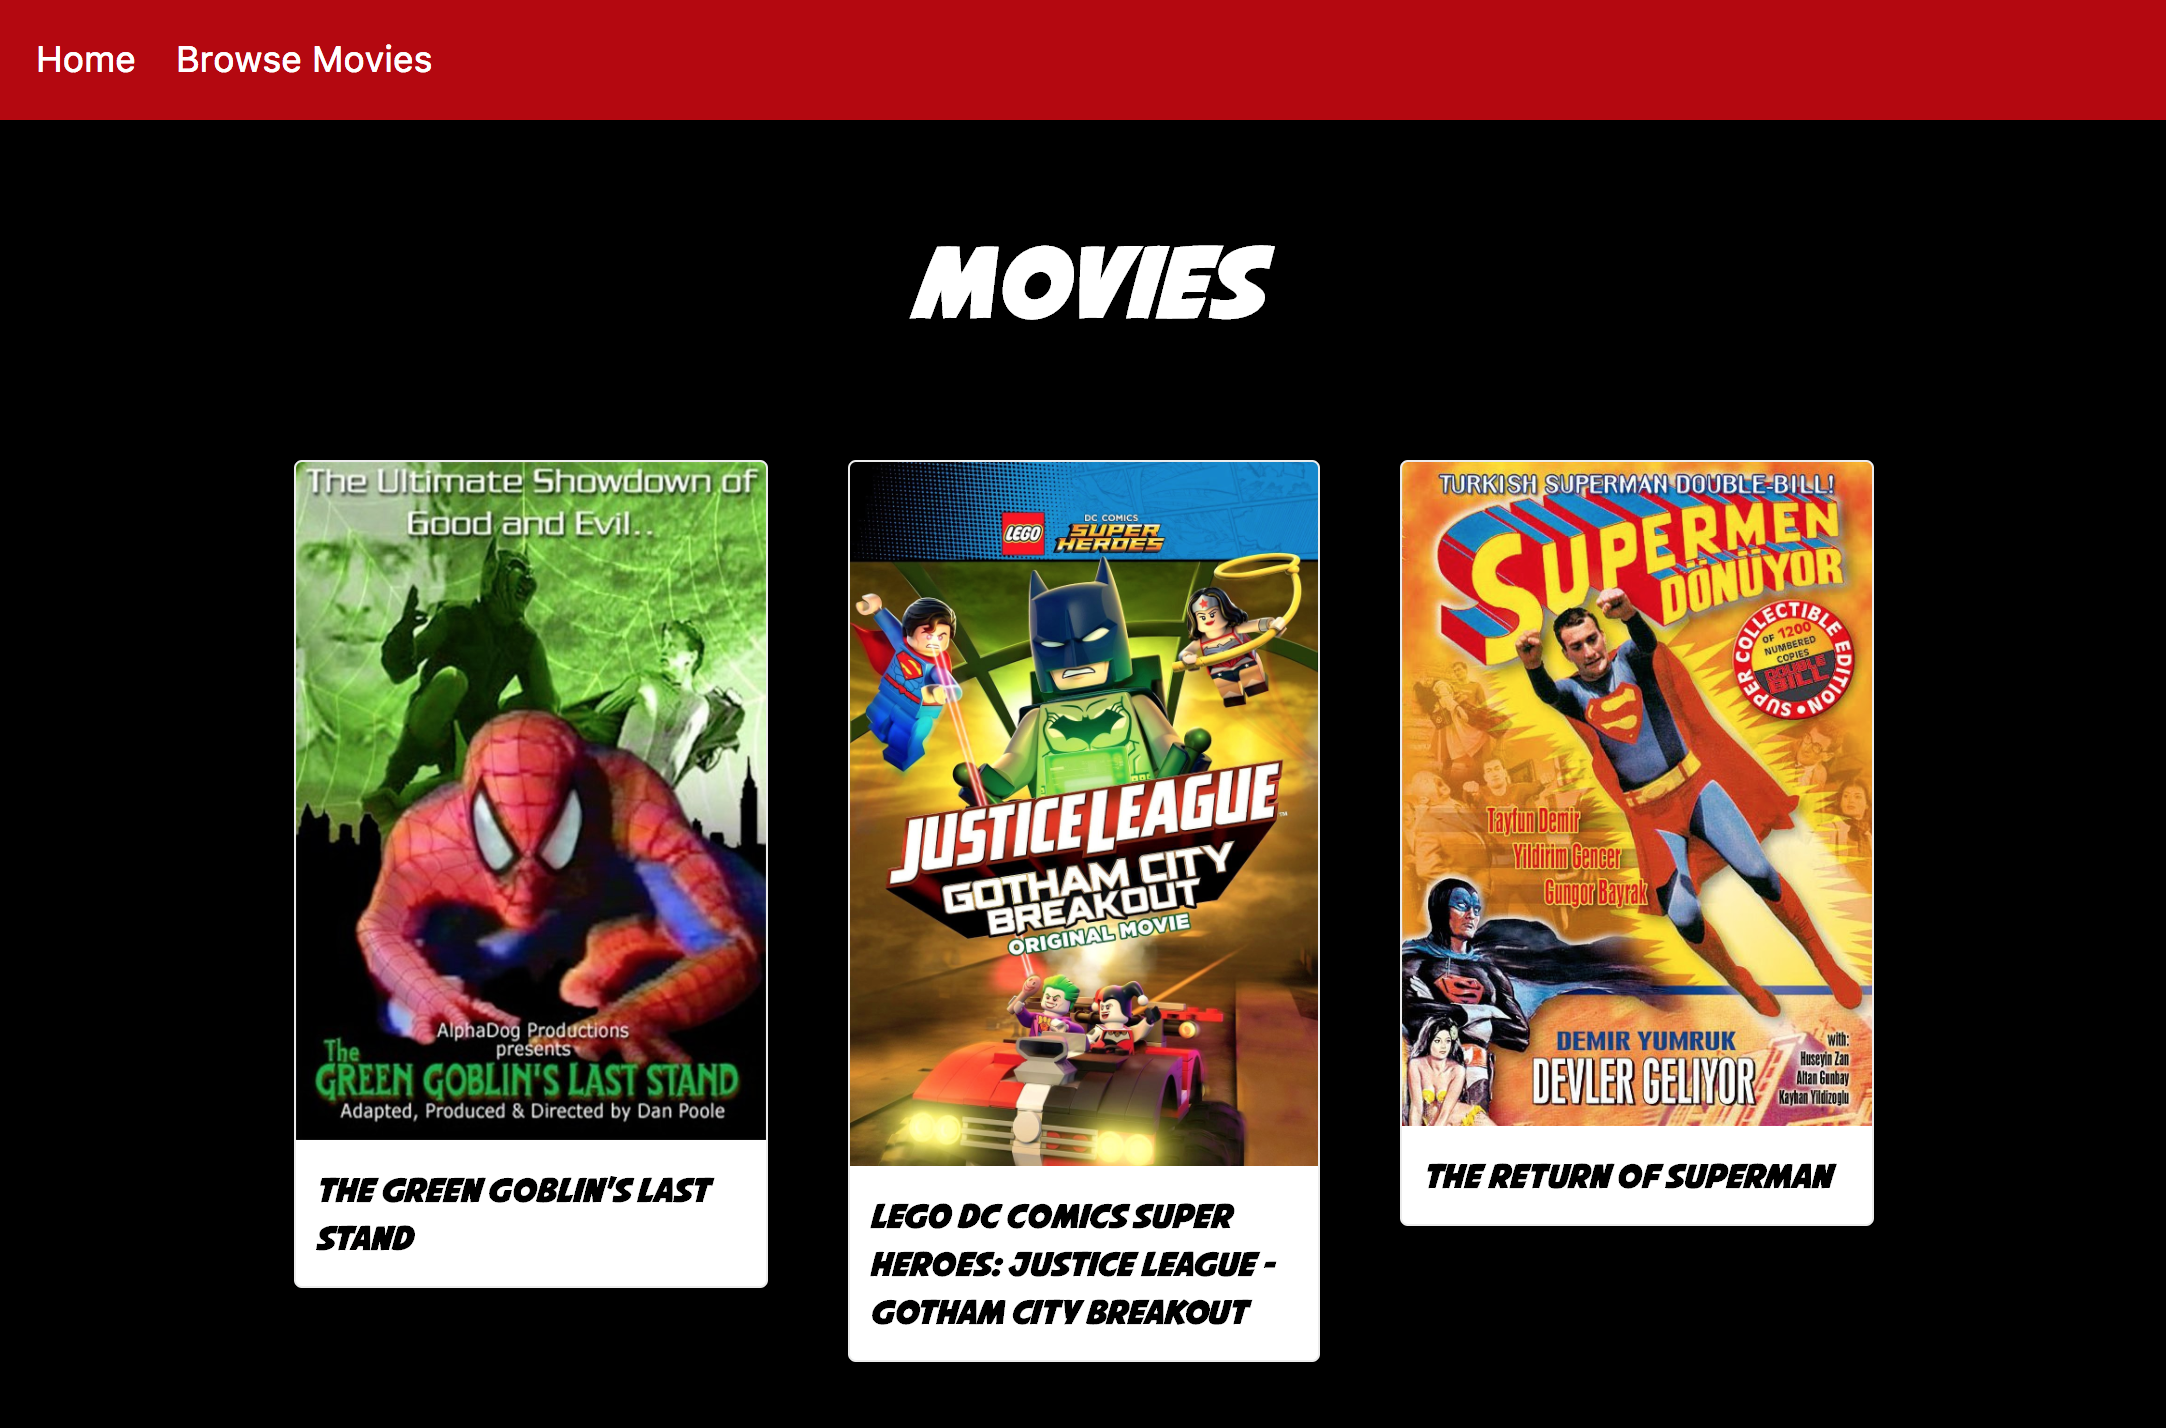 Home Browse Movies
MOVIES
The Ultimate Showdown of
Good and Evil..
AlphaDog Productions
presents
The
GREEN GOBLIN'S LAST STAND
Adapted, Produced & Directed by Dan Poole
THE GREEN GOBLIN'S LAST
STAND
LEGO
DC COMICS
SUPER
HEROES
JUSTICE LEAGUE
GOTHAM CITY
BREAKOUT
ORIGINAL MOVIE
LEGO DC COMICS SUPER
HEROES: JUSTICE LEAGUE -
GOTHAM CITY BREAKOUT
TURKISH SUPERMAN DOUBLE-BILL!
SUPERMEN
DÖNÜYOR
SUPER COLLECTIBLE EDITION
OF 1200
NUMBERED
COPIES
DOUBLE
BILL
Tayfun Demir
Yildirim Gencer
Gungor Bayrak
DEMIR YUMRUK
DEVLER GELIYOR
with:
Huseyin Zan
Altan Gunbay
Kayhan Yildizoglu
THE RETURN OF SUPERMAN